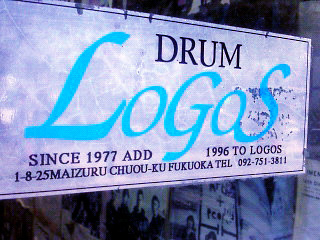 DRUM
LOGOS
SINCE 1977 ADD 1996 TO LOGOS
1-8-25MAIZURU CHUOU-KU FUKUOKA TEL 092-751-3811